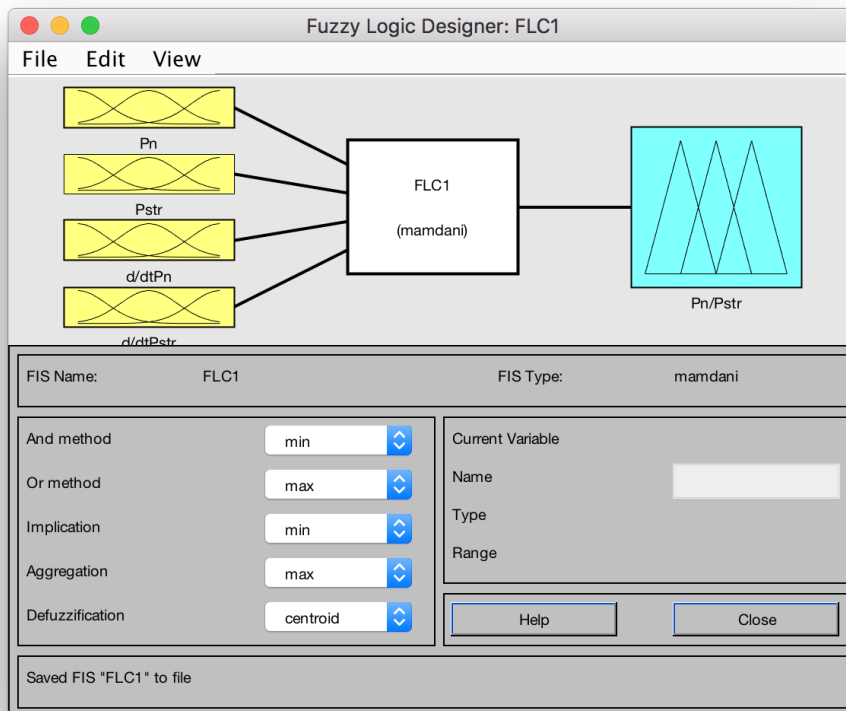 Fuzzy Logic Designer: FLC1
File Edit View
Pn
Pstr
d/dtPn
d/dtPstr
FLC1
(mamdani)
Pn/Pstr
FIS Name: FLC1 FIS Type: mamdani
And method min
Or method max
Implication min
Aggregation max
Defuzzification centroid
Current Variable
Name
Type
Range
Help Close
Saved FIS "FLC1" to file